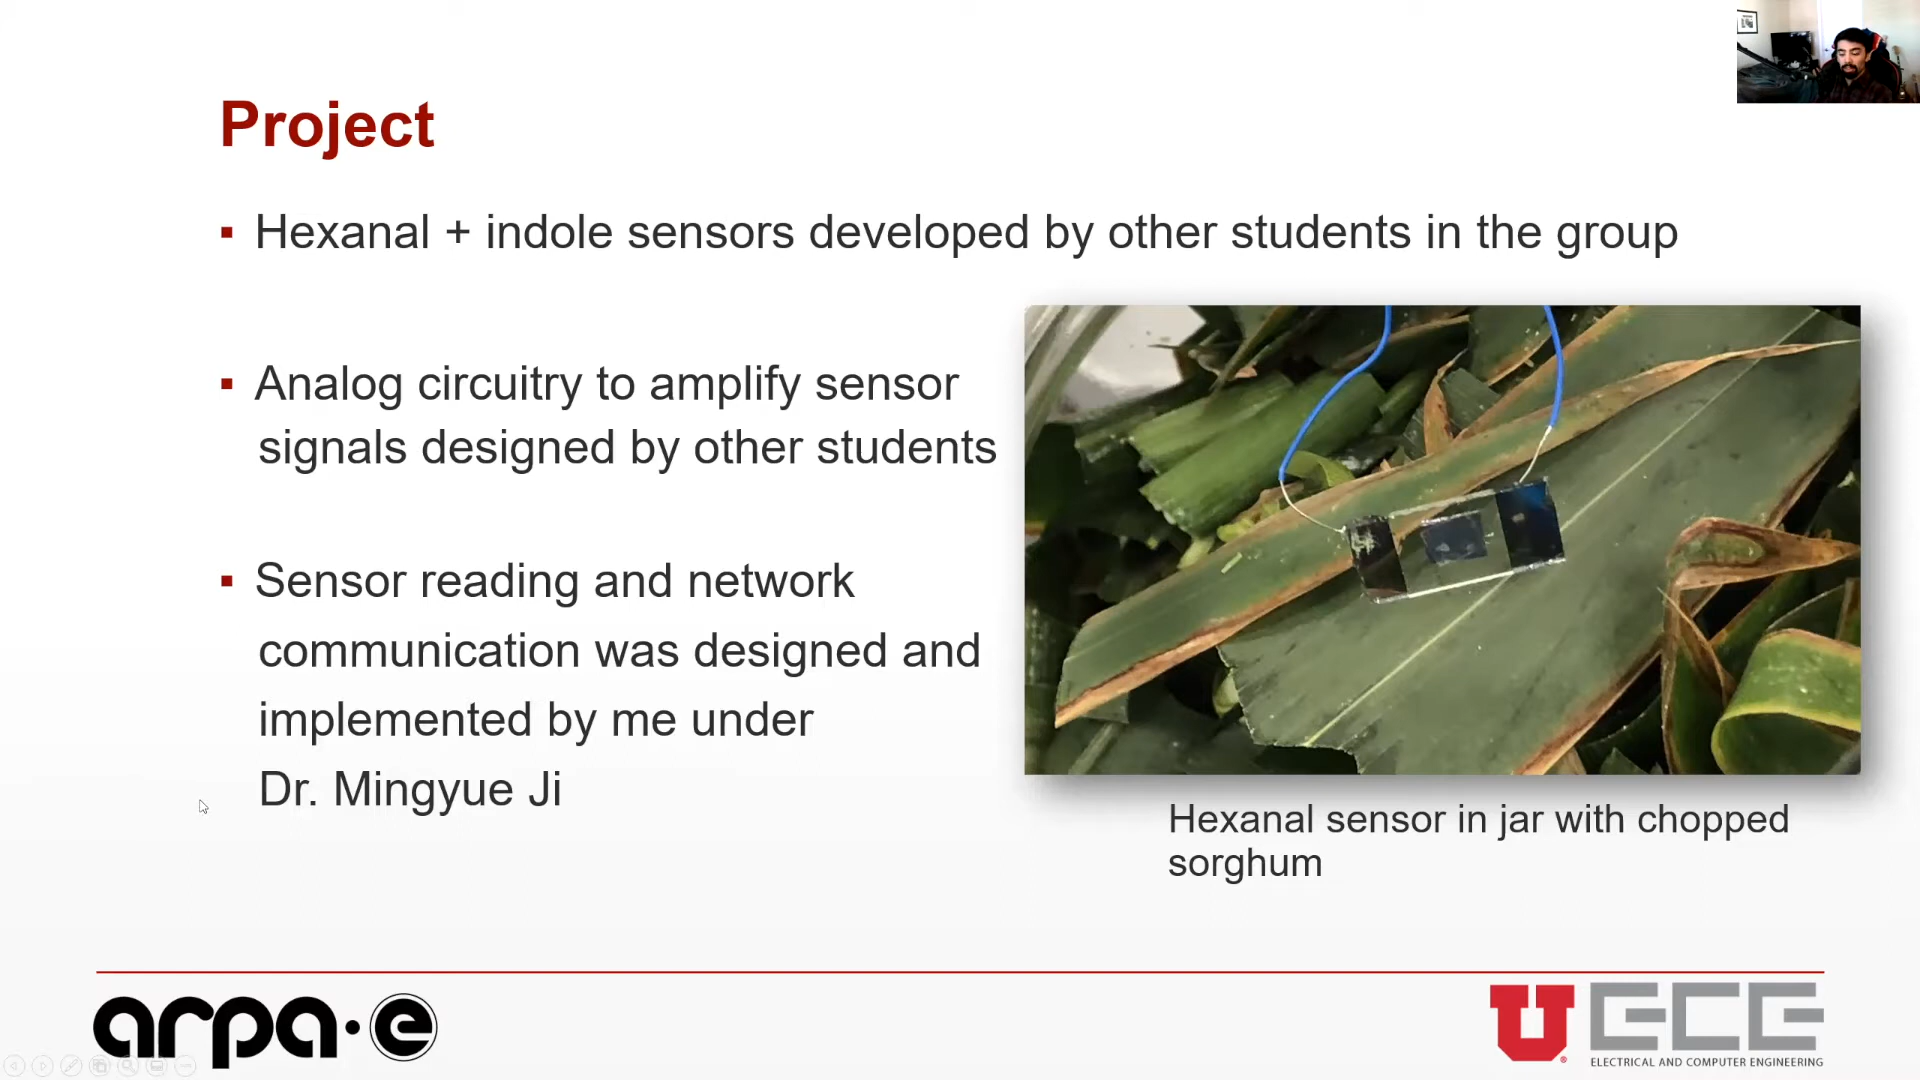 Project
▪ Hexanal + indole sensors developed by other students in the group
▪ Analog circuitry to amplify sensor
signals designed by other students
▪ Sensor reading and network
communication was designed and
implemented by me under
Dr. Mingyue Ji
Hexanal sensor in jar with chopped
sorghum
arpa·e
U ECE
ELECTRICAL AND COMPUTER ENGINEERING